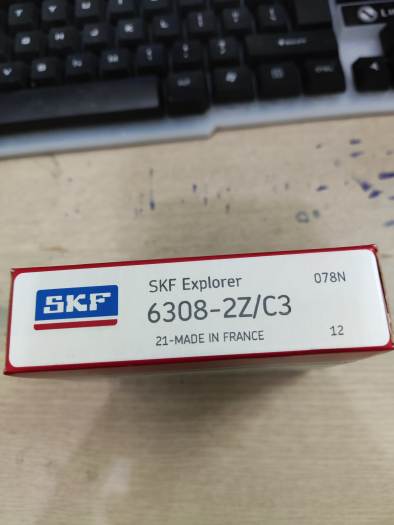 SKF
SKF Explorer
078N
6308-2Z/C3
21-MADE IN FRANCE
12